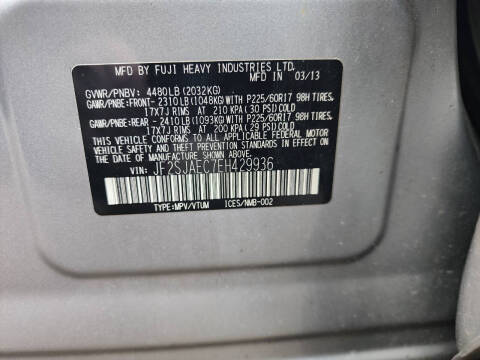 MFD BY FUJI HEAVY INDUSTRIES LTD.
IN 03/13
GVWR/PNBV: 4480LB(2032KG)
GAWR/PNBE:FRONT-2310LB(1048KG)WITH P225/60R17 98H TIRES,
17X7J RIMS AT 210 KPA(30 PSI)COLD
GAWR/PNBE:REAR -2410LB(1093KG)WITH P225/60R17 98H TIRES,
17X7J RIMS AT 200 KPA(29 PSI)COLD
THIS VEHICLE CONFORMS TO ALL APPLICABLE FEDERAL MOTOR
VEHICLE SAFETY, BUMPER, AND THEFT PREVENTION STANDARDS IN EFFECT ON
THE DATE OF MANUFACTURE SHOWN ABOVE.
VIN: JF2SJAEC7EH429936
TYPE:MPV/VTUM ICES/NMB-002